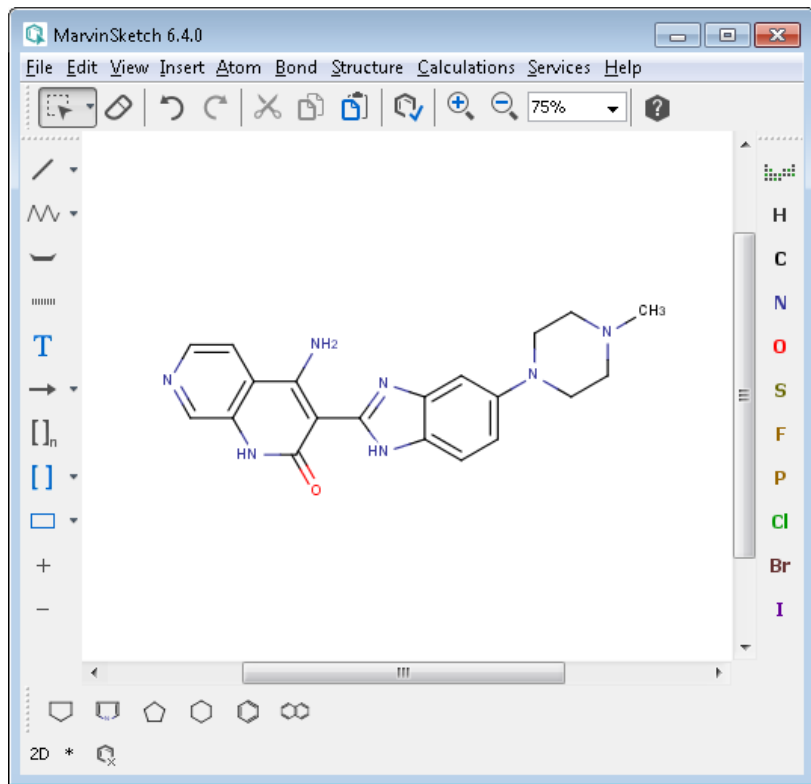 MarvinSketch 6.4.0
File Edit View Insert Atom Bond Structure Calculations Services Help
75%
?
H
C
N
O
S
F
P
Cl
Br
I
T
[ ]n
[ ]
+
−
N
NH2
HN
O
N
HN
N
N
CH3
2D *